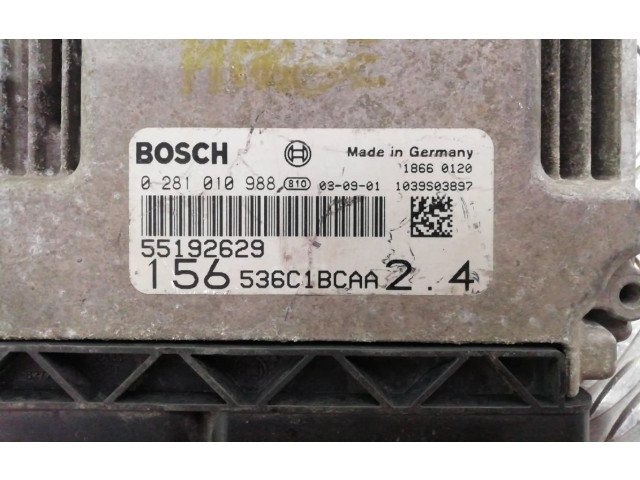 BOSCH Made in Germany
1866 0120
0 281 010 988 810 03-09-01 1039S03897
55192629
156 536C1BCAA 2.4